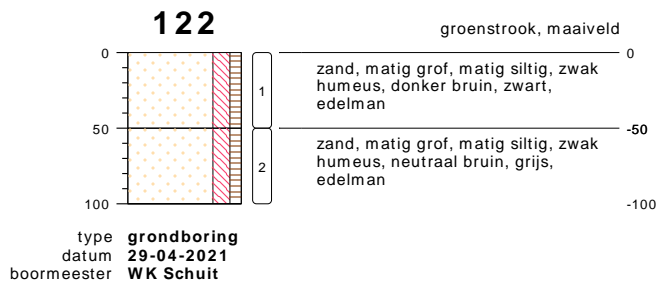 122
groenstrook, maaiveld
0
0
zand, matig grof, matig siltig, zwak
humeus, donker bruin, zwart,
edelman
1
50
-50
zand, matig grof, matig siltig, zwak
humeus, neutraal bruin, grijs,
edelman
2
100
-100
type grondboring
datum 29-04-2021
boormeester WK Schuit